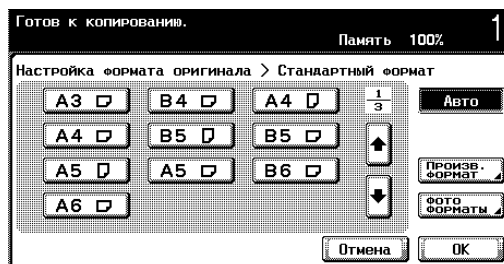 Готов к копированию. 1
Память 100%
Настройка формата оригинала > Стандартный формат
A3 B4 A4 1/3 Авто
A4 B5 B5
A5 A5 B6 Произв. формат
A6 Фото форматы
Отмена OK